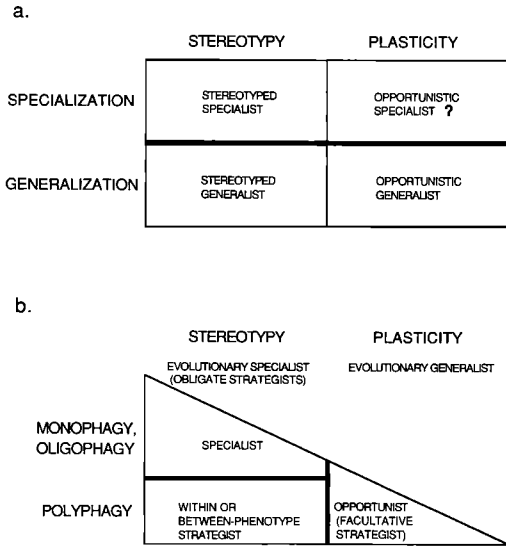 a.
STEREOTYPY PLASTICITY
SPECIALIZATION
STEREOTYPED
SPECIALIST
OPPORTUNISTIC
SPECIALIST ?
GENERALIZATION
STEREOTYPED
GENERALIST
OPPORTUNISTIC
GENERALIST
b.
STEREOTYPY PLASTICITY
EVOLUTIONARY SPECIALIST
(OBLIGATE STRATEGISTS)
EVOLUTIONARY GENERALIST
MONOPHAGY,
OLIGOPHAGY
SPECIALIST
POLYPHAGY
WITHIN OR
BETWEEN-PHENOTYPE
STRATEGIST
OPPORTUNIST
(FACULTATIVE
STRATEGIST)